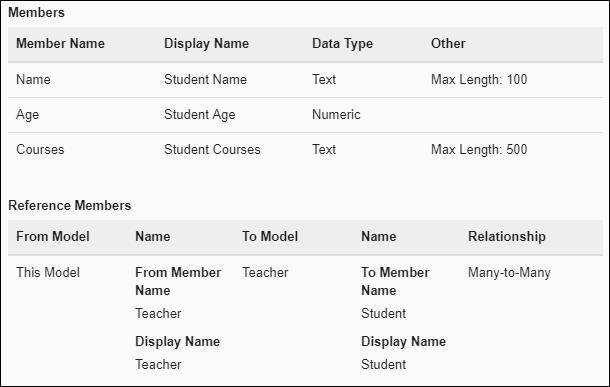 Members
Member Name Display Name Data Type Other
Name Student Name Text Max Length: 100
Age Student Age Numeric
Courses Student Courses Text Max Length: 500
Reference Members
From Model Name To Model Name Relationship
This Model From Member Name Teacher To Member Name Many-to-Many
Teacher Student
Display Name Display Name
Teacher Student